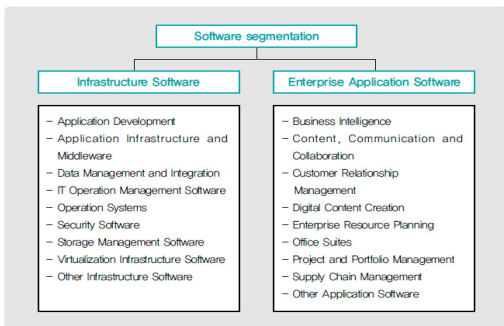 Software segmentation
Infrastructure Software
Enterprise Application Software
– Application Development
– Application Infrastructure and
Middleware
– Data Management and Integration
– IT Operation Management Software
– Operation Systems
– Security Software
– Storage Management Software
– Virtualization Infrastructure Software
– Other Infrastructure Software
– Business Intelligence
– Content, Communication and
Collaboration
– Customer Relationship
Management
– Digital Content Creation
– Enterprise Resource Planning
– Office Suites
– Project and Portfolio Management
– Supply Chain Management
– Other Application Software